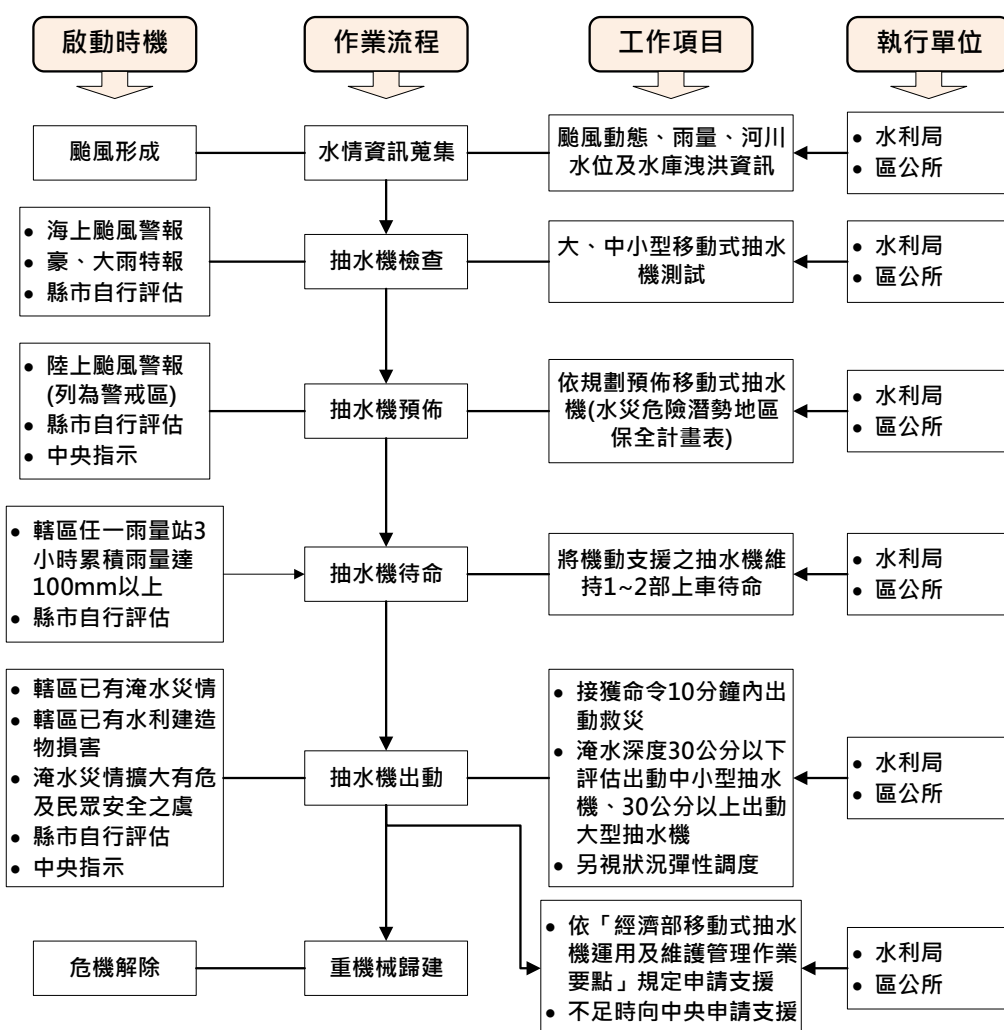 啟動時機
作業流程
工作項目
執行單位
颱風形成
水情資訊蒐集
颱風動態、雨量、河川
水位及水庫洩洪資訊
• 水利局
• 區公所
• 海上颱風警報
• 豪、大雨特報
• 縣市自行評估
抽水機檢查
大、中小型移動式抽水
機測試
• 水利局
• 區公所
• 陸上颱風警報
(列為警戒區)
• 縣市自行評估
• 中央指示
抽水機預佈
依規劃預佈移動式抽水
機(水災危險潛勢地區
保全計畫表)
• 水利局
• 區公所
• 轄區任一雨量站3
小時累積雨量達
100mm以上
• 縣市自行評估
抽水機待命
將機動支援之抽水機維
持1~2部上車待命
• 水利局
• 區公所
• 轄區已有淹水災情
• 轄區已有水利建造
物損害
• 淹水災情擴大有危
及民眾安全之虞
• 縣市自行評估
• 中央指示
抽水機出動
• 接獲命令10分鐘內出
動救災
• 淹水深度30公分以下
評估出動中小型抽水
機、30公分以上出動
大型抽水機
• 另視狀況彈性調度
• 水利局
• 區公所
危機解除
重機械歸建
• 依「經濟部移動式抽水
機運用及維護管理作業
要點」規定申請支援
• 不足時向中央申請支援
• 水利局
• 區公所